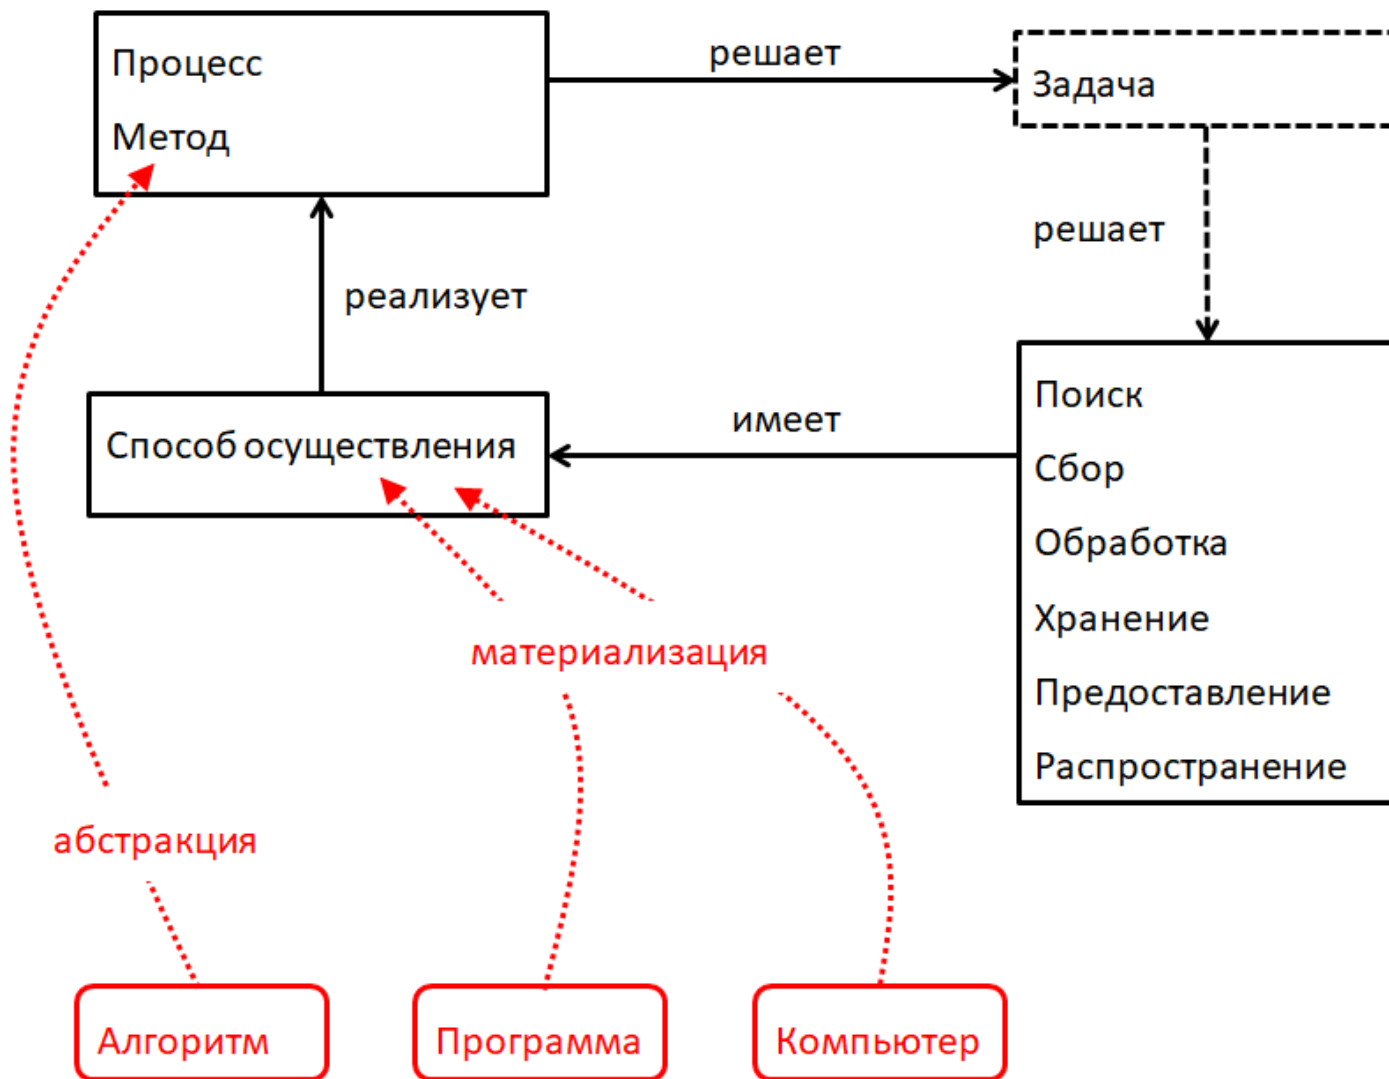 Процесс
Метод
решает
Задача
решает
реализует
Способ осуществления
имеет
Поиск
Сбор
Обработка
Хранение
Предоставление
Распространение
материализация
абстракция
Алгоритм
Программа
Компьютер